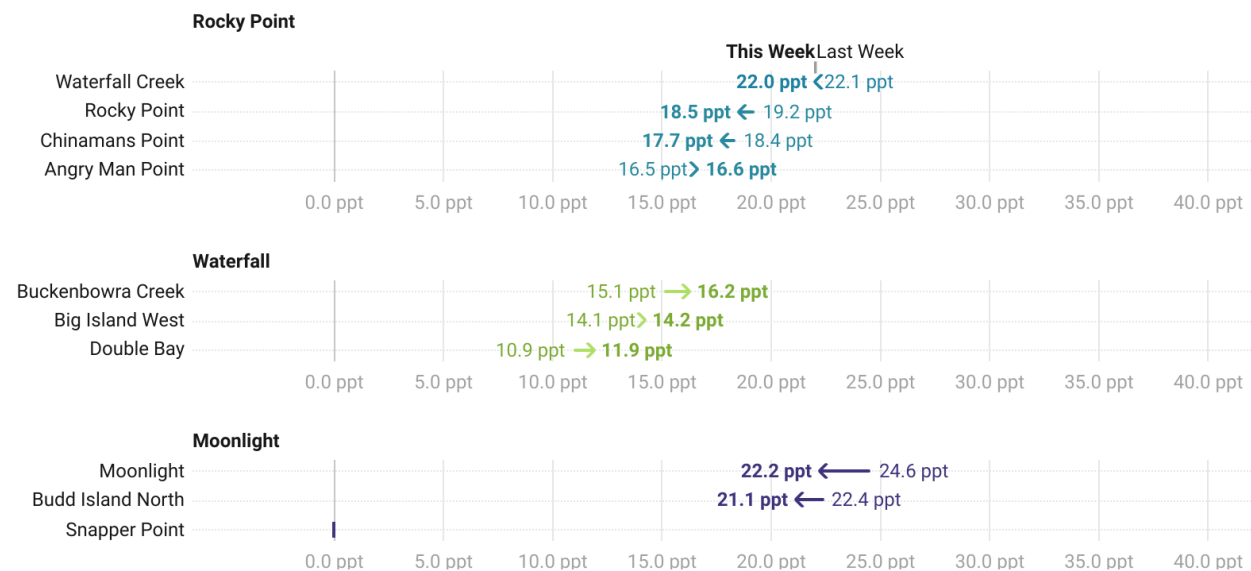 Rocky Point
This Week Last Week
Waterfall Creek 22.0 ppt 22.1 ppt
Rocky Point 18.5 ppt 19.2 ppt
Chinamans Point 17.7 ppt 18.4 ppt
Angry Man Point 16.5 ppt 16.6 ppt
0.0 ppt 5.0 ppt 10.0 ppt 15.0 ppt 20.0 ppt 25.0 ppt 30.0 ppt 35.0 ppt 40.0 ppt
Waterfall
Buckenbowra Creek 15.1 ppt 16.2 ppt
Big Island West 14.1 ppt 14.2 ppt
Double Bay 10.9 ppt 11.9 ppt
0.0 ppt 5.0 ppt 10.0 ppt 15.0 ppt 20.0 ppt 25.0 ppt 30.0 ppt 35.0 ppt 40.0 ppt
Moonlight
Moonlight 22.2 ppt 24.6 ppt
Budd Island North 21.1 ppt 22.4 ppt
Snapper Point
0.0 ppt 5.0 ppt 10.0 ppt 15.0 ppt 20.0 ppt 25.0 ppt 30.0 ppt 35.0 ppt 40.0 ppt